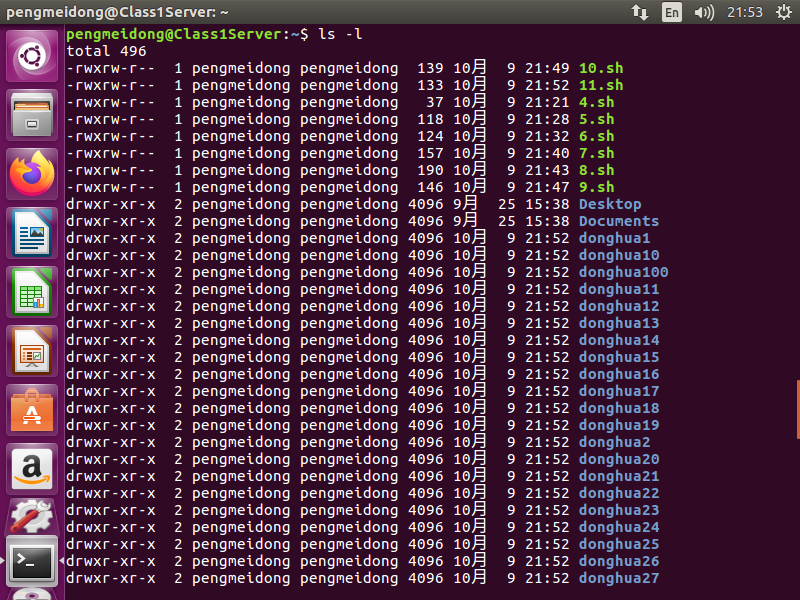 pengmeidong@Class1Server: ~
En
21:53
pengmeidong@Class1Server:~$ ls -l
total 496
-rwxrw-r-- 1 pengmeidong pengmeidong 139 10月 9 21:49 10.sh
-rwxrw-r-- 1 pengmeidong pengmeidong 133 10月 9 21:52 11.sh
-rwxrw-r-- 1 pengmeidong pengmeidong 37 10月 9 21:21 4.sh
-rwxrw-r-- 1 pengmeidong pengmeidong 118 10月 9 21:28 5.sh
-rwxrw-r-- 1 pengmeidong pengmeidong 124 10月 9 21:32 6.sh
-rwxrw-r-- 1 pengmeidong pengmeidong 157 10月 9 21:40 7.sh
-rwxrw-r-- 1 pengmeidong pengmeidong 190 10月 9 21:43 8.sh
-rwxrw-r-- 1 pengmeidong pengmeidong 146 10月 9 21:47 9.sh
drwxr-xr-x 2 pengmeidong pengmeidong 4096 9月 25 15:38 Desktop
drwxr-xr-x 2 pengmeidong pengmeidong 4096 9月 25 15:38 Documents
drwxr-xr-x 2 pengmeidong pengmeidong 4096 10月 9 21:52 donghua1
drwxr-xr-x 2 pengmeidong pengmeidong 4096 10月 9 21:52 donghua10
drwxr-xr-x 2 pengmeidong pengmeidong 4096 10月 9 21:52 donghua100
drwxr-xr-x 2 pengmeidong pengmeidong 4096 10月 9 21:52 donghua11
drwxr-xr-x 2 pengmeidong pengmeidong 4096 10月 9 21:52 donghua12
drwxr-xr-x 2 pengmeidong pengmeidong 4096 10月 9 21:52 donghua13
drwxr-xr-x 2 pengmeidong pengmeidong 4096 10月 9 21:52 donghua14
drwxr-xr-x 2 pengmeidong pengmeidong 4096 10月 9 21:52 donghua15
drwxr-xr-x 2 pengmeidong pengmeidong 4096 10月 9 21:52 donghua16
drwxr-xr-x 2 pengmeidong pengmeidong 4096 10月 9 21:52 donghua17
drwxr-xr-x 2 pengmeidong pengmeidong 4096 10月 9 21:52 donghua18
drwxr-xr-x 2 pengmeidong pengmeidong 4096 10月 9 21:52 donghua19
drwxr-xr-x 2 pengmeidong pengmeidong 4096 10月 9 21:52 donghua2
drwxr-xr-x 2 pengmeidong pengmeidong 4096 10月 9 21:52 donghua20
drwxr-xr-x 2 pengmeidong pengmeidong 4096 10月 9 21:52 donghua21
drwxr-xr-x 2 pengmeidong pengmeidong 4096 10月 9 21:52 donghua22
drwxr-xr-x 2 pengmeidong pengmeidong 4096 10月 9 21:52 donghua23
drwxr-xr-x 2 pengmeidong pengmeidong 4096 10月 9 21:52 donghua24
drwxr-xr-x 2 pengmeidong pengmeidong 4096 10月 9 21:52 donghua25
drwxr-xr-x 2 pengmeidong pengmeidong 4096 10月 9 21:52 donghua26
drwxr-xr-x 2 pengmeidong pengmeidong 4096 10月 9 21:52 donghua27